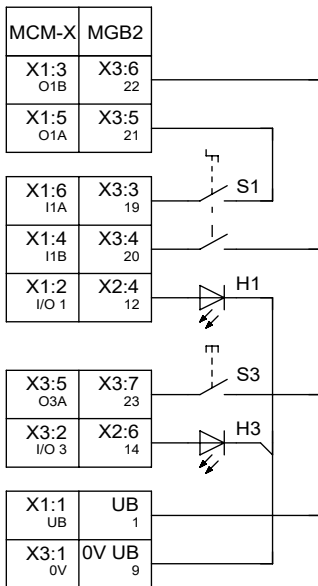 MCM-X MGB2
X1:3 X3:6
O1B 22
X1:5 X3:5
O1A 21
X1:6 X3:3 S1
I1A 19
X1:4 X3:4
I1B 20
X1:2 X2:4 H1
I/O 1 12
X3:5 X3:7 S3
O3A 23
X3:2 X2:6 H3
I/O 3 14
X1:1 UB
UB 1
X3:1 0V UB
0V 9